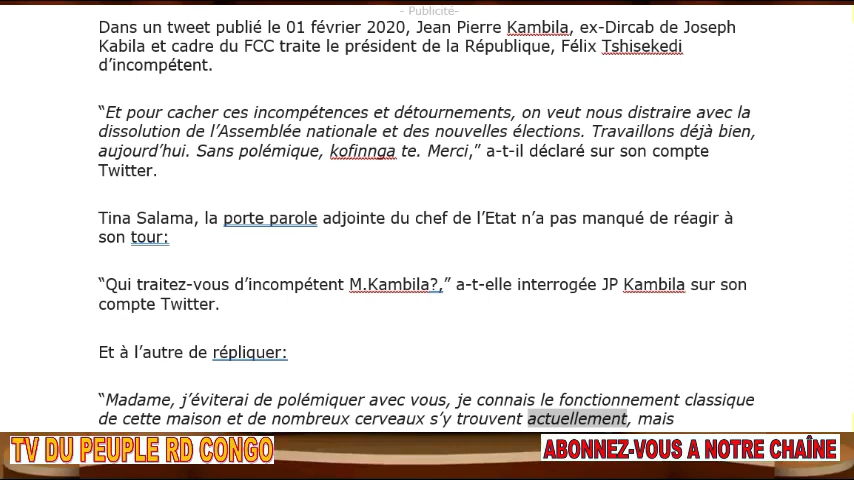 - Publicité-
Dans un tweet publié le 01 février 2020, Jean Pierre Kambila, ex-Dircab de Joseph
Kabila et cadre du FCC traite le président de la République, Félix Tshisekedi
d’incompétent.
“Et pour cacher ces incompétences et détournements, on veut nous distraire avec la
dissolution de l’Assemblée nationale et des nouvelles élections. Travaillons déjà bien,
aujourd’hui. Sans polémique, kofinnga te. Merci,” a-t-il déclaré sur son compte
Twitter.
Tina Salama, la porte parole adjointe du chef de l’Etat n’a pas manqué de réagir à
son tour:
“Qui traitez-vous d’incompétent M.Kambila?,” a-t-elle interrogée JP Kambila sur son
compte Twitter.
Et à l’autre de répliquer:
“Madame, j’éviterai de polémiquer avec vous, je connais le fonctionnement classique
de cette maison et de nombreux cerveaux s’y trouvent actuellement, mais
TV DU PEUPLE RD CONGO
ABONNEZ-VOUS A NOTRE CHAÎNE